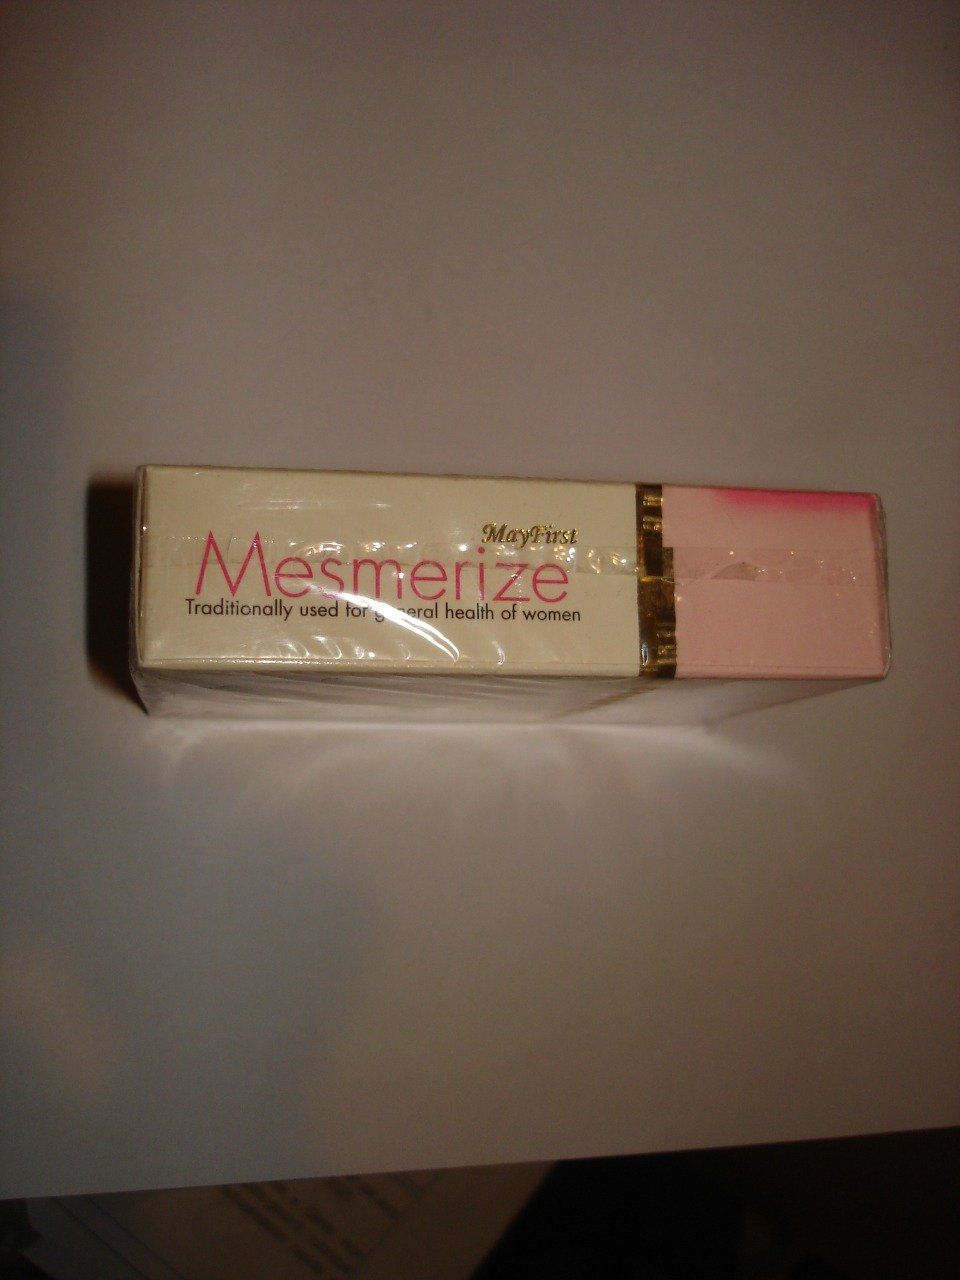 MayFirst
Mesmerize
Traditionally used for general health of women